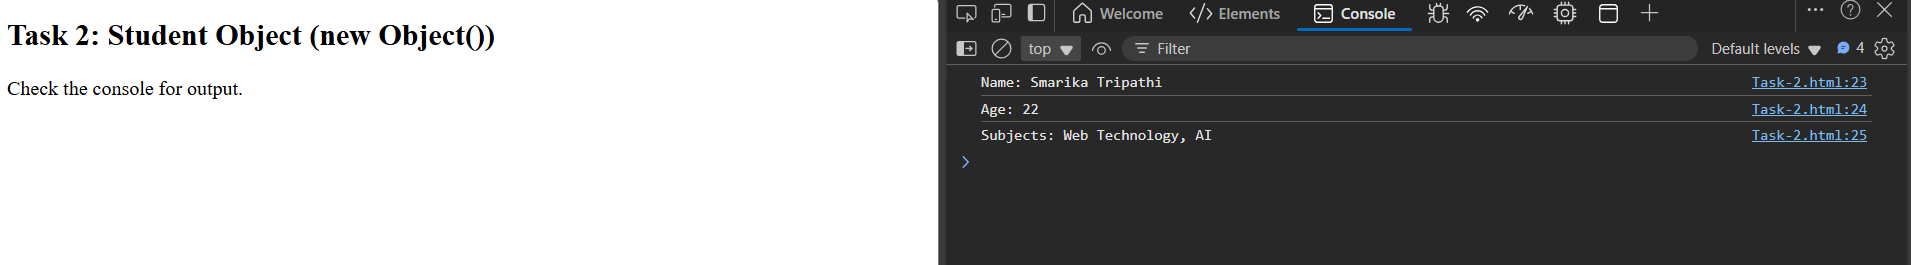 Task 2: Student Object (new Object())
Check the console for output.
Welcome Elements Console
top Filter Default levels 4
Name: Smarika Tripathi Task-2.html:23
Age: 22 Task-2.html:24
Subjects: Web Technology, AI Task-2.html:25